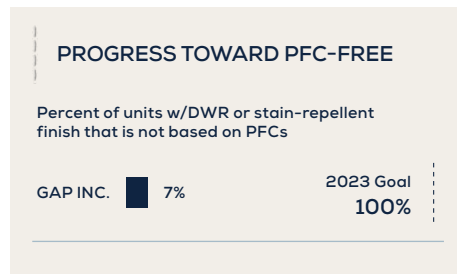 PROGRESS TOWARD PFC-FREE
Percent of units w/DWR or stain-repellent
finish that is not based on PFCs
GAP INC. 7%
2023 Goal
100%